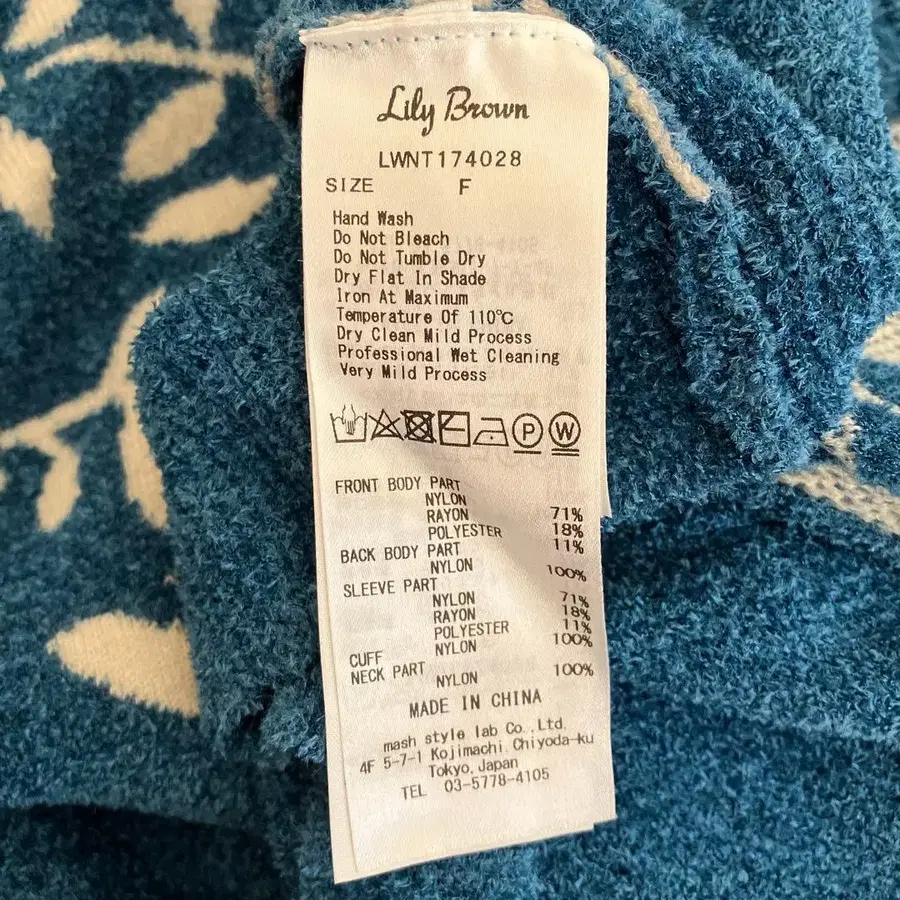 Lily Brown
LWNT174028
SIZE F
Hand Wash
Do Not Bleach
Do Not Tumble Dry
Dry Flat In Shade
Iron At Maximum
Temperature Of 110℃
Dry Clean Mild Process
Professional Wet Cleaning
Very Mild Process
P W
FRONT BODY PART
NYLON 71%
RAYON 18%
POLYESTER 11%
BACK BODY PART
NYLON 100%
SLEEVE PART
NYLON 71%
RAYON 18%
POLYESTER 11%
CUFF NYLON 100%
NECK PART
NYLON 100%
MADE IN CHINA
mash style lab Co.,Ltd.
4F 5-7-1 Kojimachi Chiyoda-ku
Tokyo, Japan
TEL 03-5778-4105